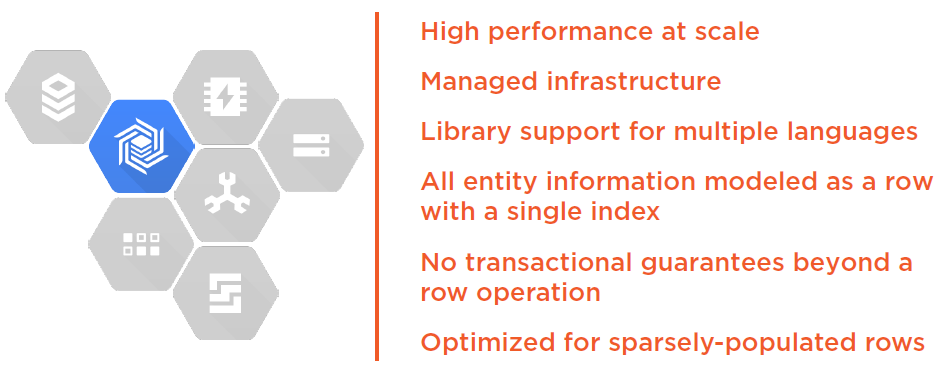 High performance at scale
Managed infrastructure
Library support for multiple languages
All entity information modeled as a row
with a single index
No transactional guarantees beyond a
row operation
Optimized for sparsely-populated rows